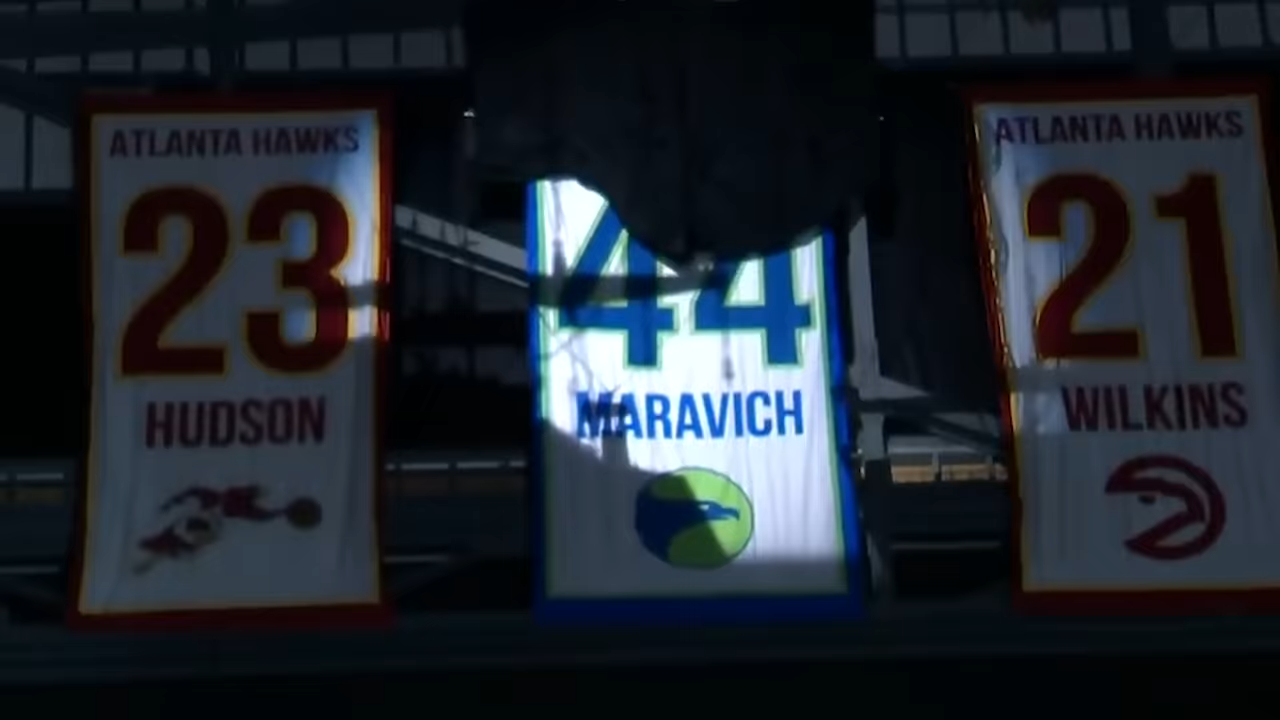 ATLANTA HAWKS
23
HUDSON
44
MARAVICH
ATLANTA HAWKS
21
WILKINS